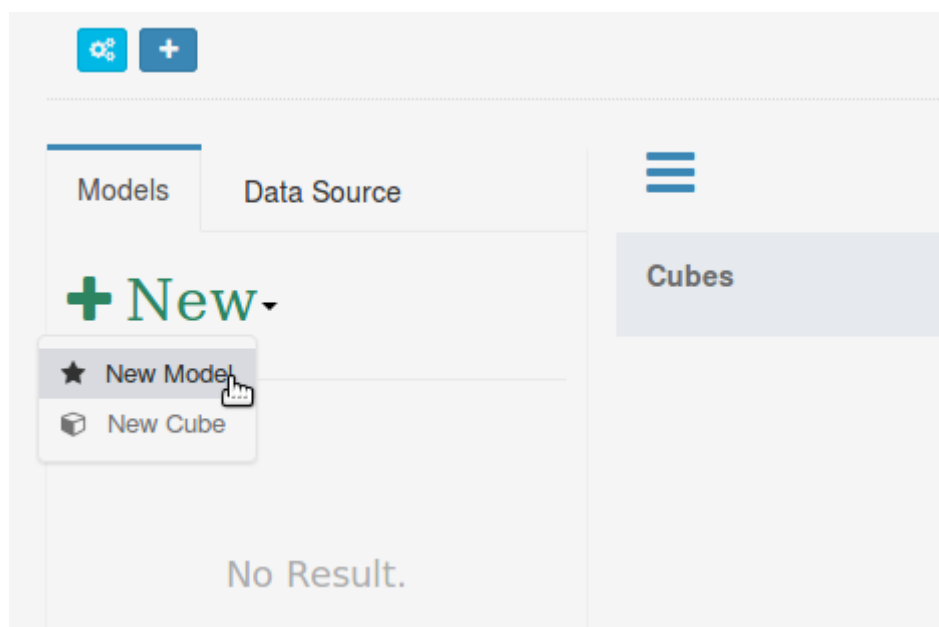 Models
Data Source
New
New Model
New Cube
No Result.
Cubes